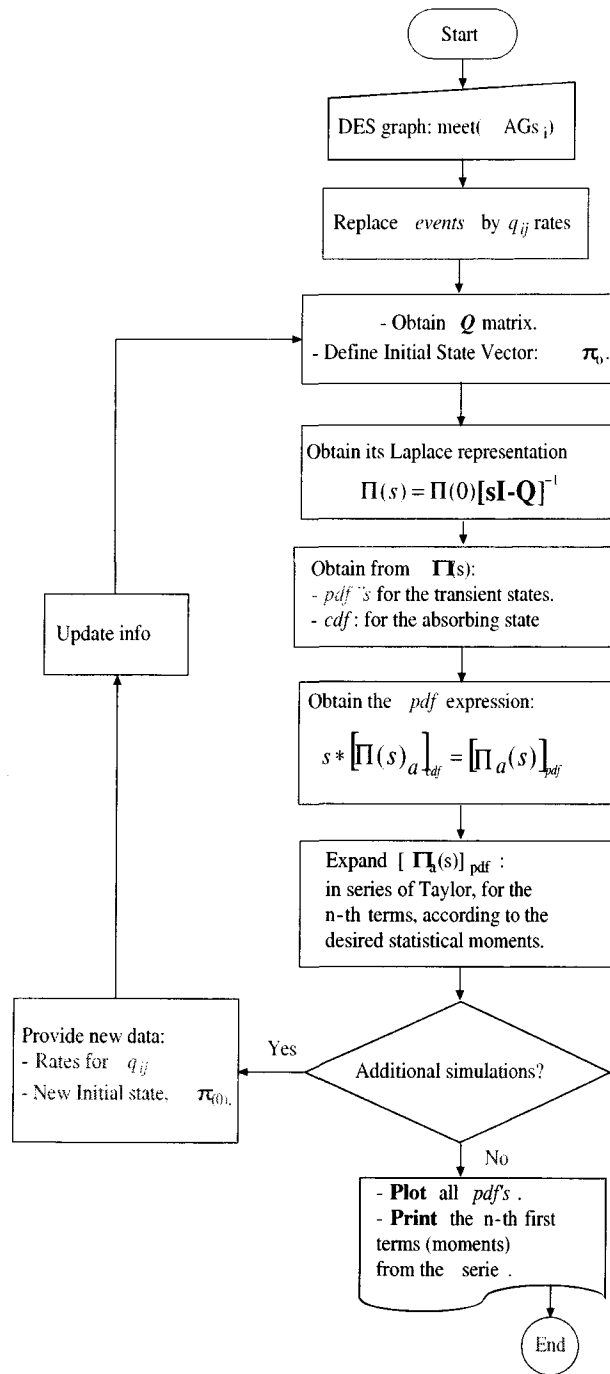 Start
DES graph: meet( AGs i)
Replace events by q ij rates
- Obtain Q matrix.
- Define Initial State Vector: π0.
Obtain its Laplace representation
Π(s) = Π(0)[sI-Q]⁻¹
Obtain from Π(s):
- pdf 's for the transient states.
- cdf : for the absorbing state
Update info
Obtain the pdf expression:
s * [Π(s)a]cdf = [Πa(s)]pdf
Expand [ Πa(s)] pdf :
in series of Taylor, for the
n-th terms, according to the
desired statistical moments.
Provide new data:
- Rates for qij
- New Initial state, π(0).
Yes
Additional simulations?
No
- Plot all pdf's .
- Print the n-th first
terms (moments)
from the serie .
End